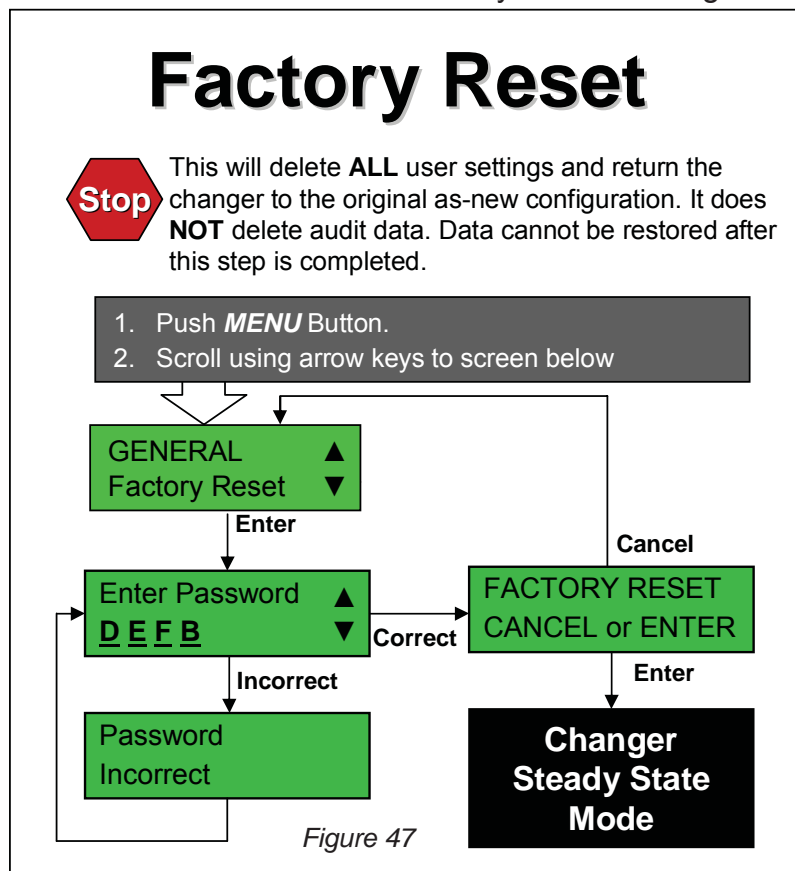 Factory Reset
Stop
This will delete ALL user settings and return the
changer to the original as-new configuration. It does
NOT delete audit data. Data cannot be restored after
this step is completed.
1. Push MENU Button.
2. Scroll using arrow keys to screen below
GENERAL ▲
Factory Reset ▼
Enter
Cancel
Enter Password ▲
D E F B ▼
Correct
FACTORY RESET
CANCEL or ENTER
Incorrect
Enter
Password
Incorrect
Changer
Steady State
Mode
Figure 47